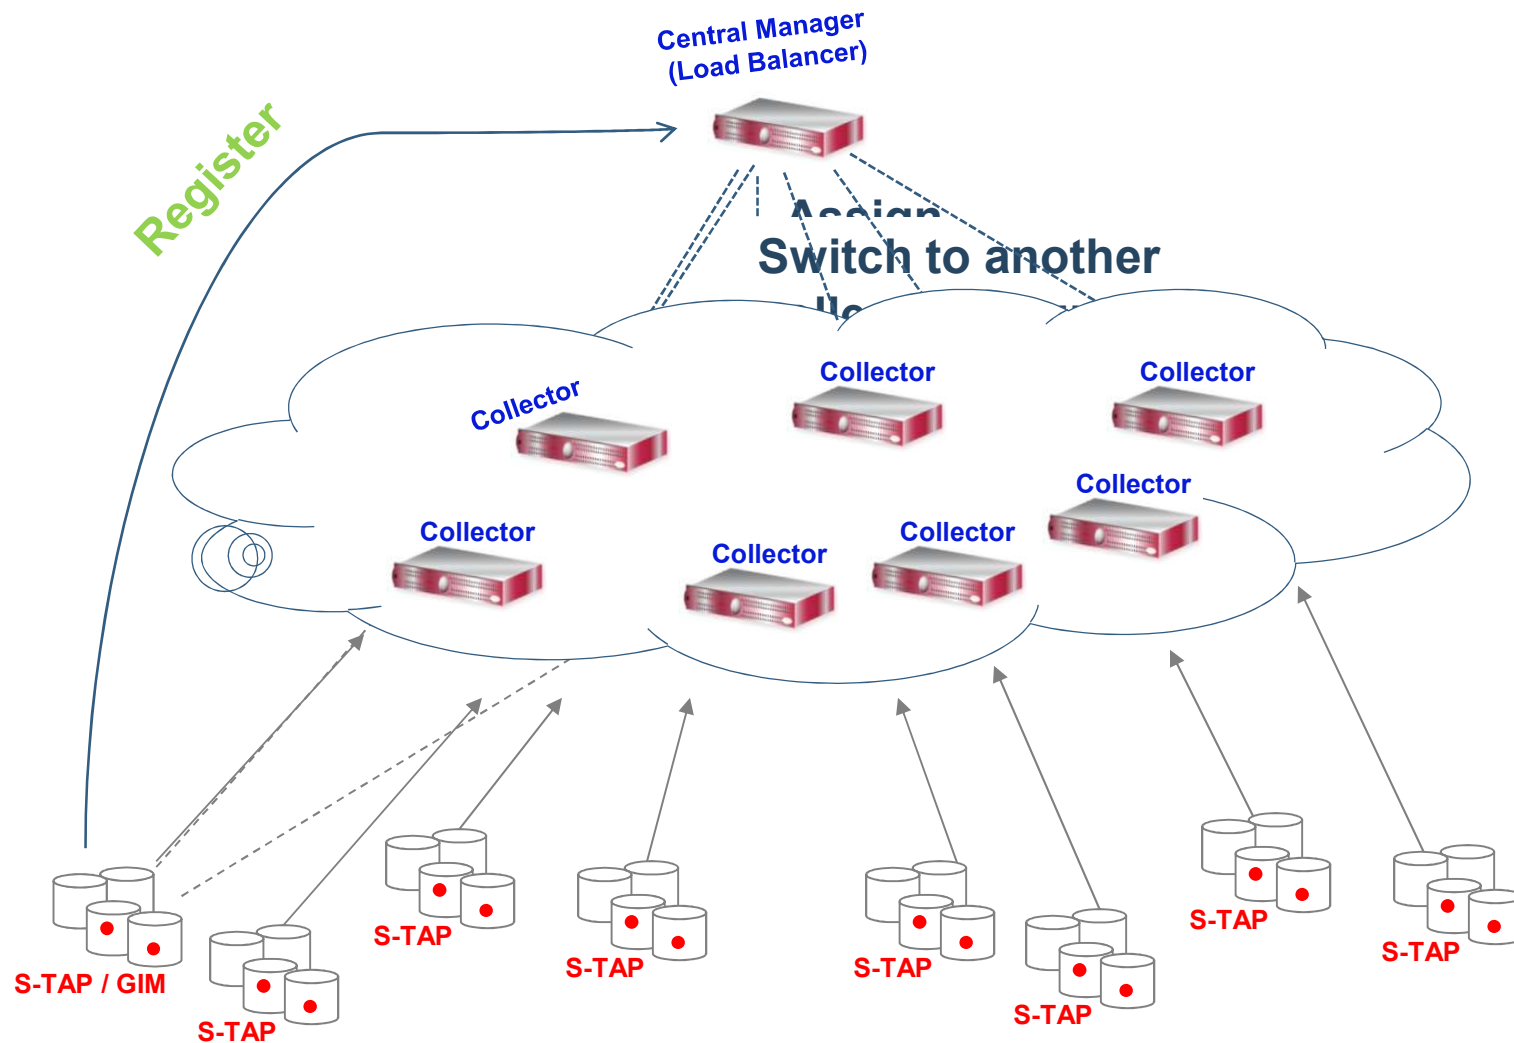 Central Manager
(Load Balancer)
Register
Assign
Switch to another
Collector
Collector
Collector
Collector
Collector
Collector
Collector
S-TAP
S-TAP
S-TAP
S-TAP
S-TAP
S-TAP / GIM
S-TAP
S-TAP